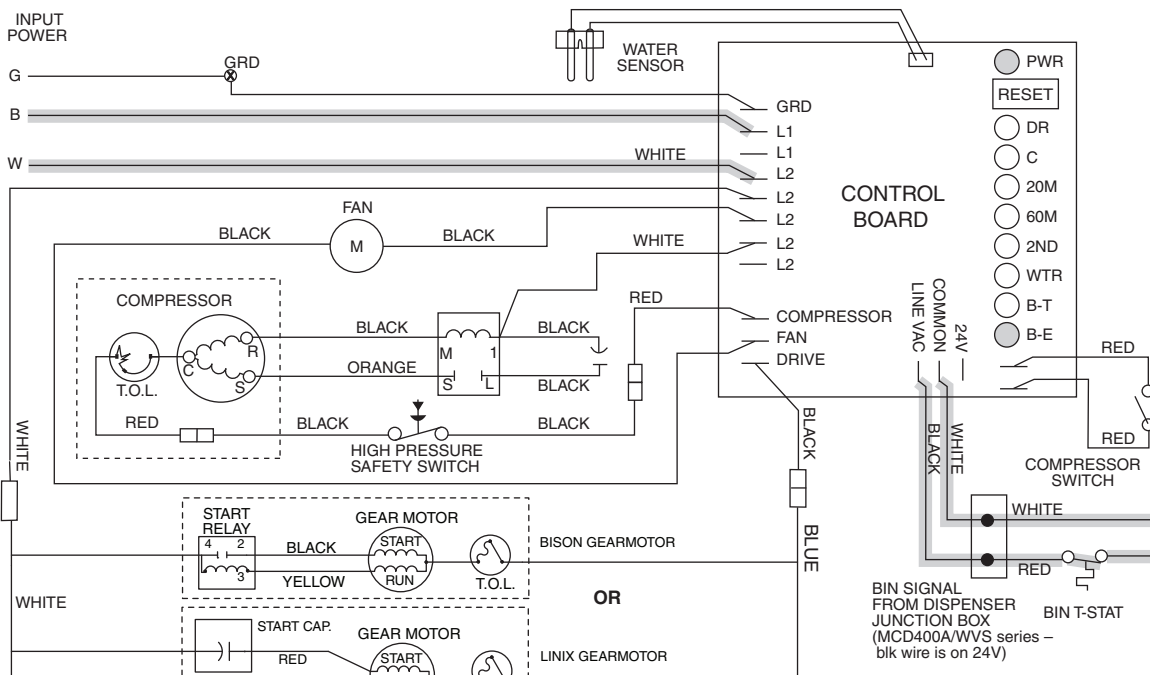 INPUT
POWER
G
GRD
B
W
WHITE
WATER
SENSOR
GRD
L1
L1
L2
L2
L2
L2
L2
CONTROL
BOARD
PWR
RESET
DR
C
20M
60M
2ND
WTR
B-T
B-E
FAN
M
BLACK
BLACK
WHITE
RED
COMPRESSOR
FAN
DRIVE
LINE VAC
COMMON
24V
COMPRESSOR
T.O.L.
C
R
S
BLACK
ORANGE
M
1
S
L
BLACK
BLACK
RED
BLACK
BLACK
HIGH PRESSURE
SAFETY SWITCH
WHITE
BLACK
BLACK
WHITE
RED
RED
COMPRESSOR
SWITCH
WHITE
RED
START
RELAY
4
2
3
BLACK
YELLOW
GEAR MOTOR
START
RUN
T.O.L.
BISON GEARMOTOR
BLUE
OR
WHITE
START CAP.
RED
GEAR MOTOR
START
LINIX GEARMOTOR
BIN SIGNAL
FROM DISPENSER
JUNCTION BOX
(MCD400A/WVS series –
blk wire is on 24V)
BIN T-STAT